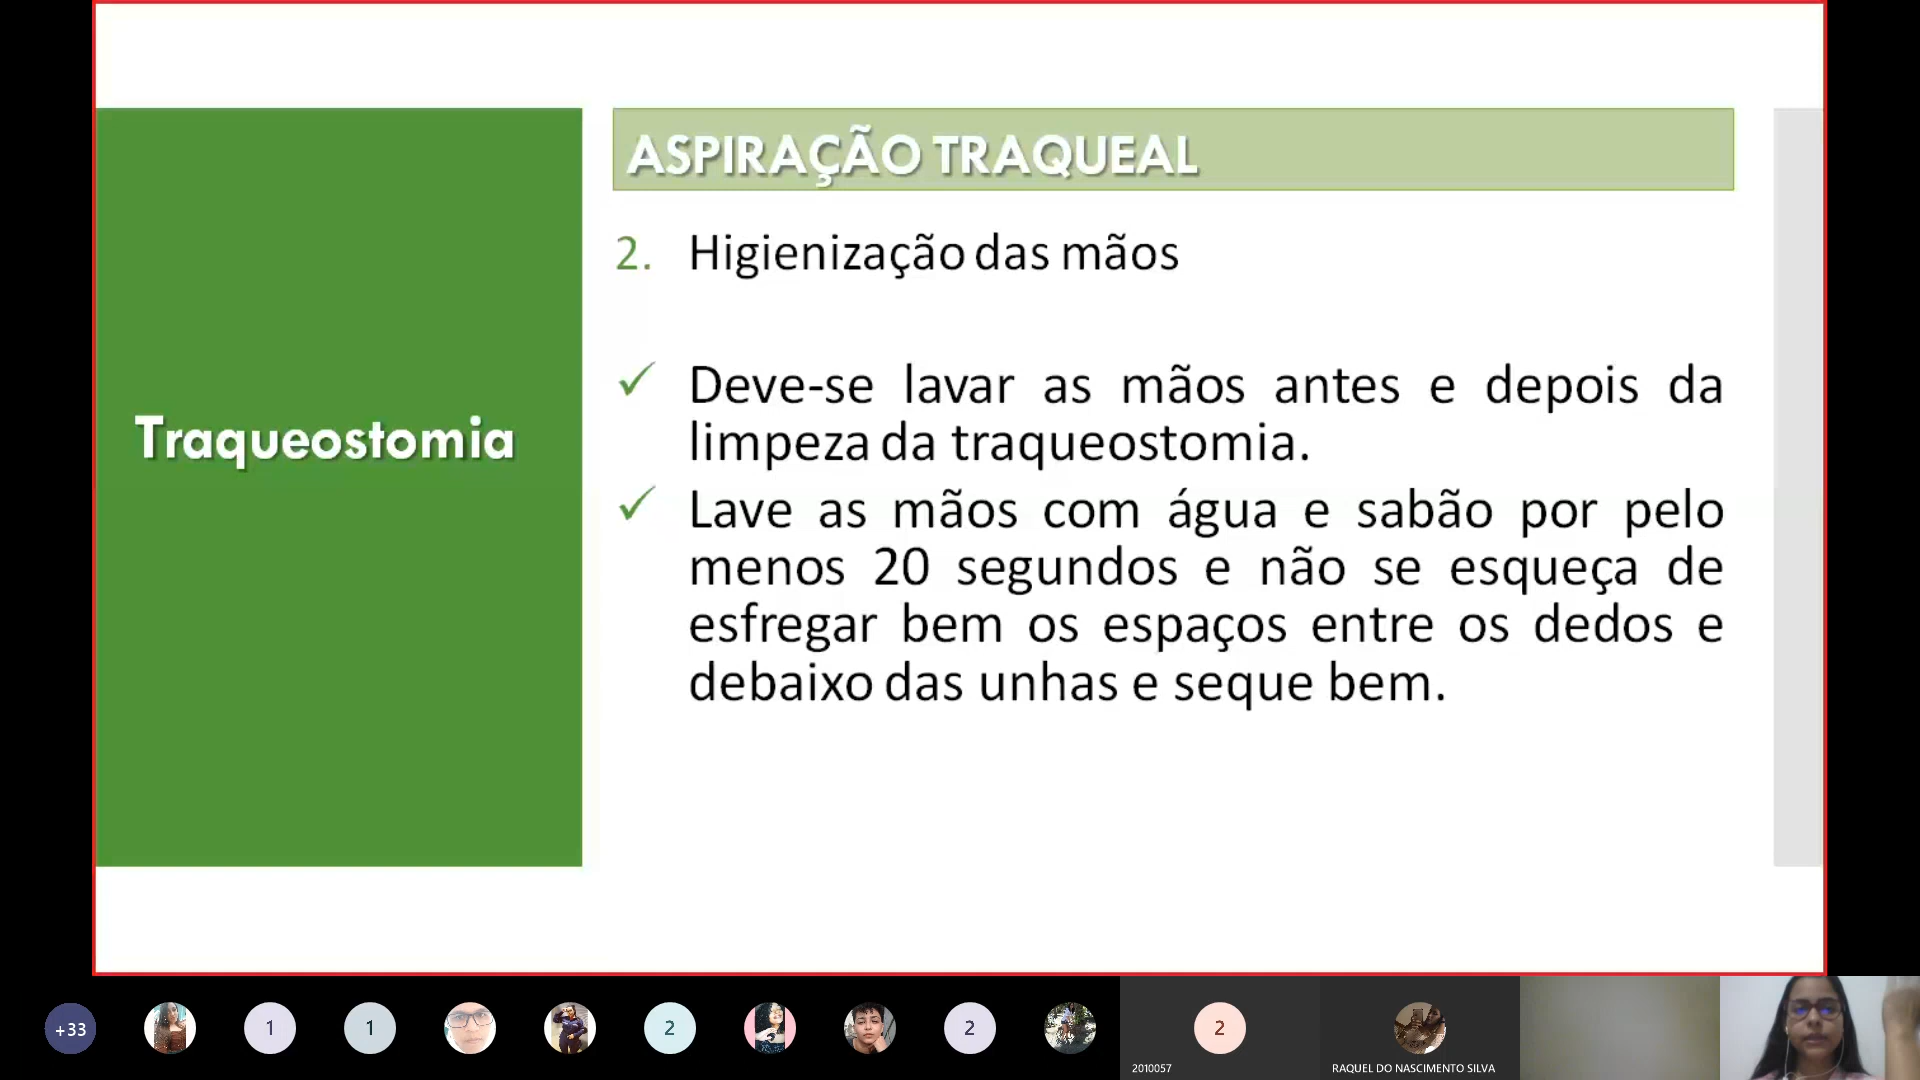 ASPIRAÇÃO TRAQUEAL
Traqueostomia
2. Higienização das mãos
✓ Deve-se lavar as mãos antes e depois da
limpeza da traqueostomia.
✓ Lave as mãos com água e sabão por pelo
menos 20 segundos e não se esqueça de
esfregar bem os espaços entre os dedos e
debaixo das unhas e seque bem.
+33
1
1
2
2
2
2010057
RAQUEL DO NASCIMENTO SILVA